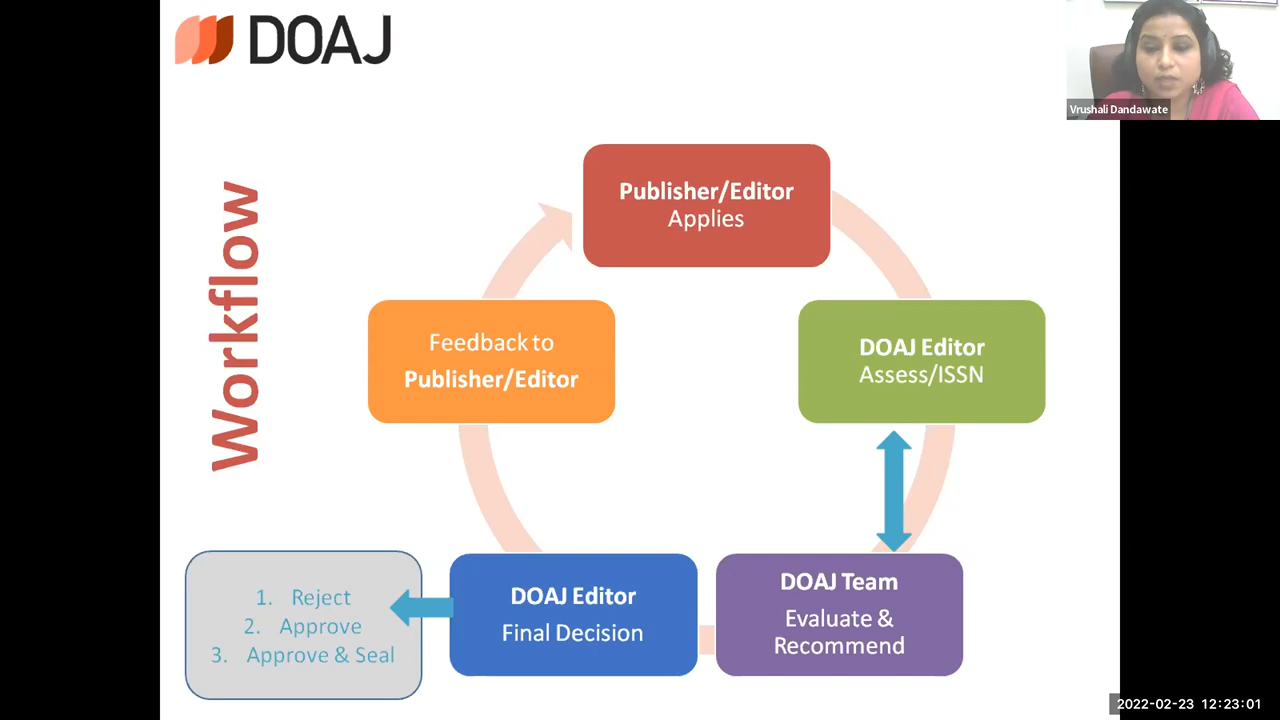 DOAJ
Vrushali Dandawate
Workflow
Publisher/Editor
Applies
DOAJ Editor
Assess/ISSN
DOAJ Team
Evaluate &
Recommend
DOAJ Editor
Final Decision
1. Reject
2. Approve
3. Approve & Seal
Feedback to
Publisher/Editor
2022-02-23 12:23:01